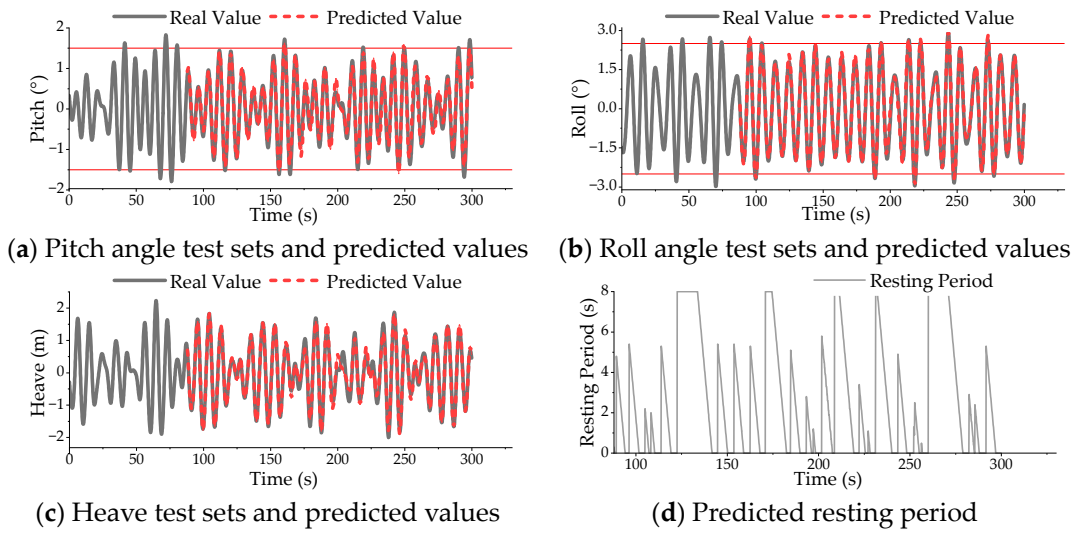 Real Value Predicted Value
2
1
0
-1
-2
Pitch (°)
0 50 100 150 200 250 300
Time (s)
(a) Pitch angle test sets and predicted values
Real Value Predicted Value
3.0
1.5
0.0
-1.5
-3.0
Roll (°)
0 50 100 150 200 250 300
Time (s)
(b) Roll angle test sets and predicted values
Real Value Predicted Value
2
1
0
-1
-2
Heave (m)
0 50 100 150 200 250 300
Time (s)
(c) Heave test sets and predicted values
Resting Period
8
6
4
2
0
Resting Period (s)
100 150 200 250 300
Time (s)
(d) Predicted resting period